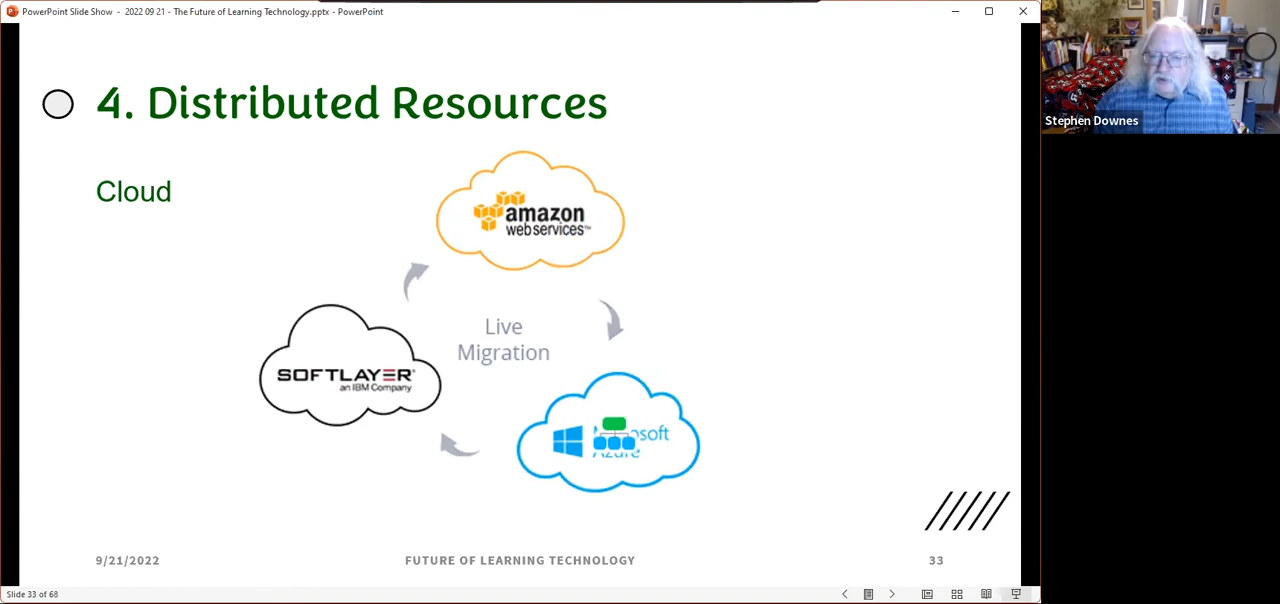 PowerPoint Slide Show - 2022 09 21 - The Future of Learning Technology.pptx - PowerPoint
Stephen Downes
4. Distributed Resources
Cloud
amazon
webservices™
Live
Migration
SOFTLAYER®
an IBM Company
osoft
9/21/2022
FUTURE OF LEARNING TECHNOLOGY
33
Slide 33 of 68